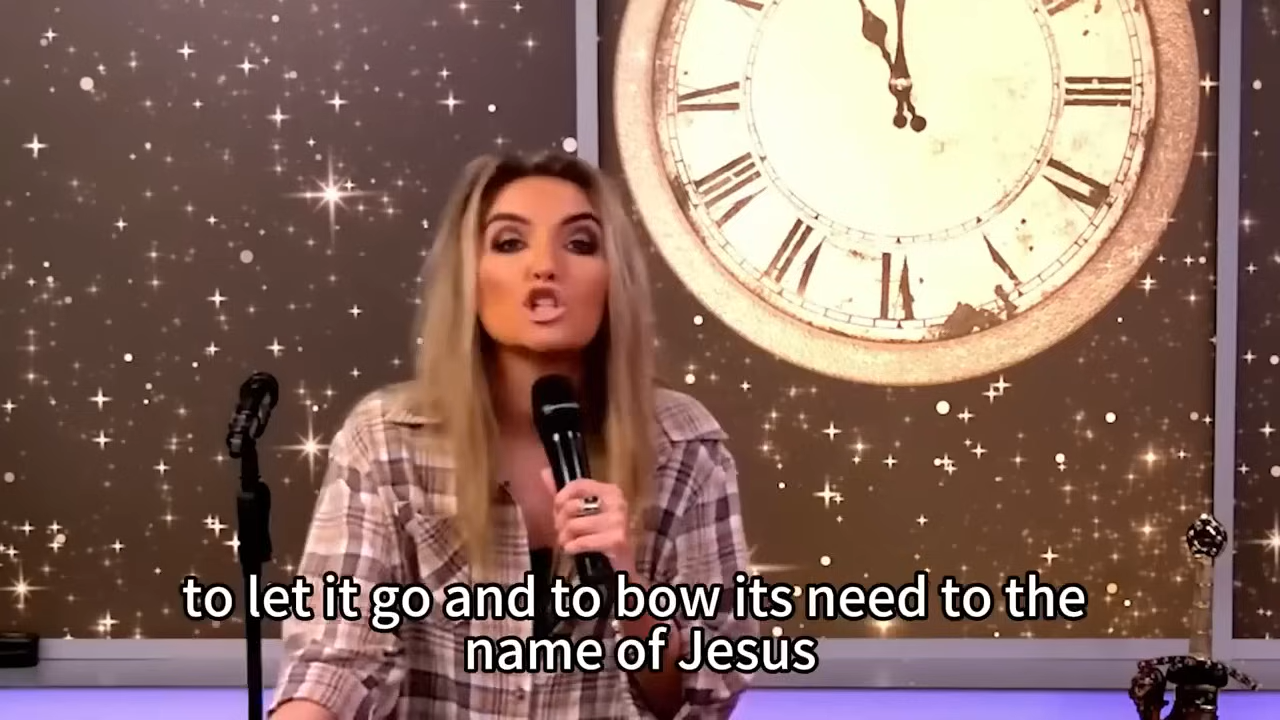 to let it go and to bow its need to the
name of Jesus